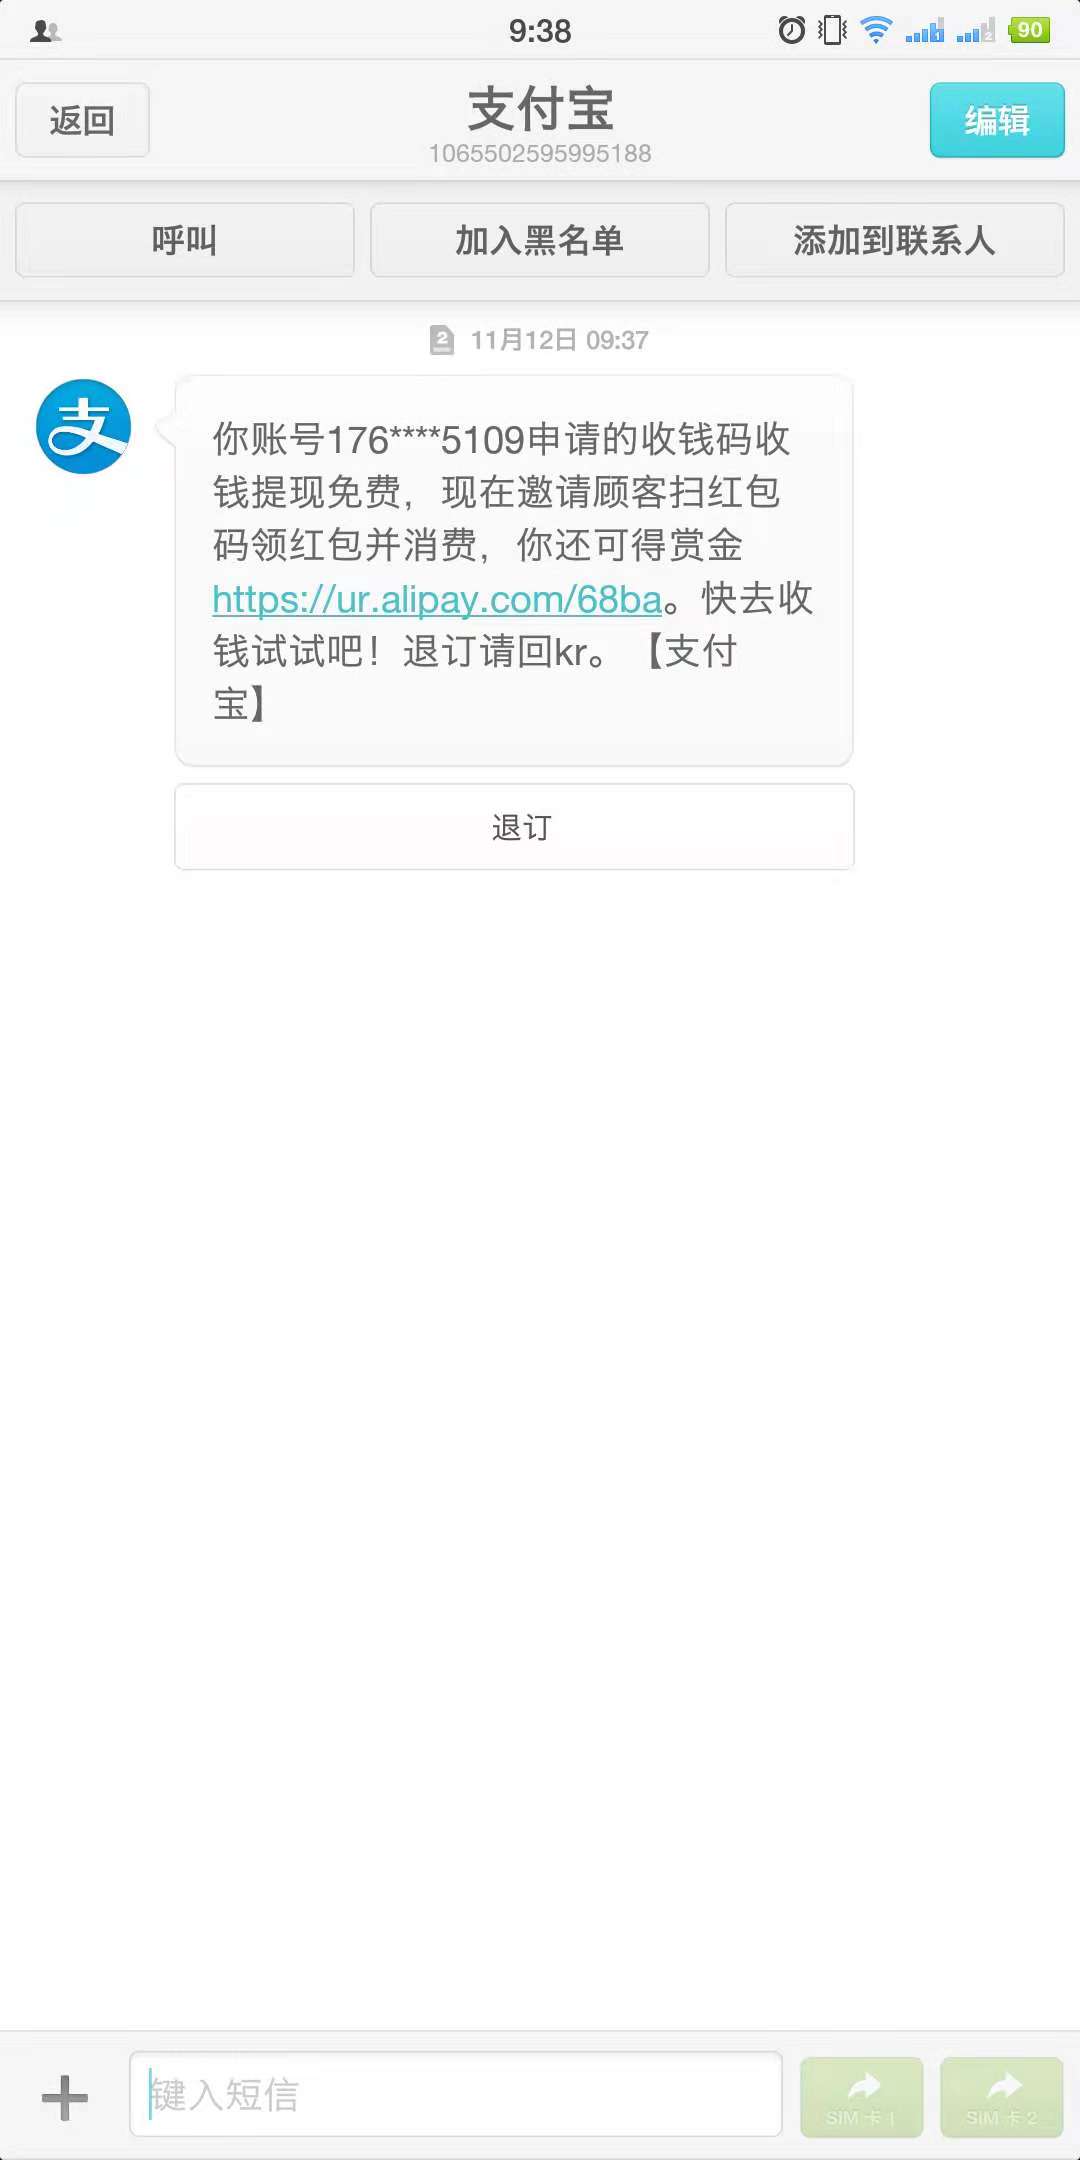 9:38
1
2
90
返回
支付宝
编辑
1065502595995188
呼叫
加入黑名单
添加到联系人
2
11月12日 09:37
支
你账号176****5109申请的收钱码收
钱提现免费，现在邀请顾客扫红包
码领红包并消费，你还可得赏金
https://ur.alipay.com/68ba。快去收
钱试试吧！退订请回kr。【支付
宝】
退订
键入短信
SIM 卡 1
SIM 卡 2